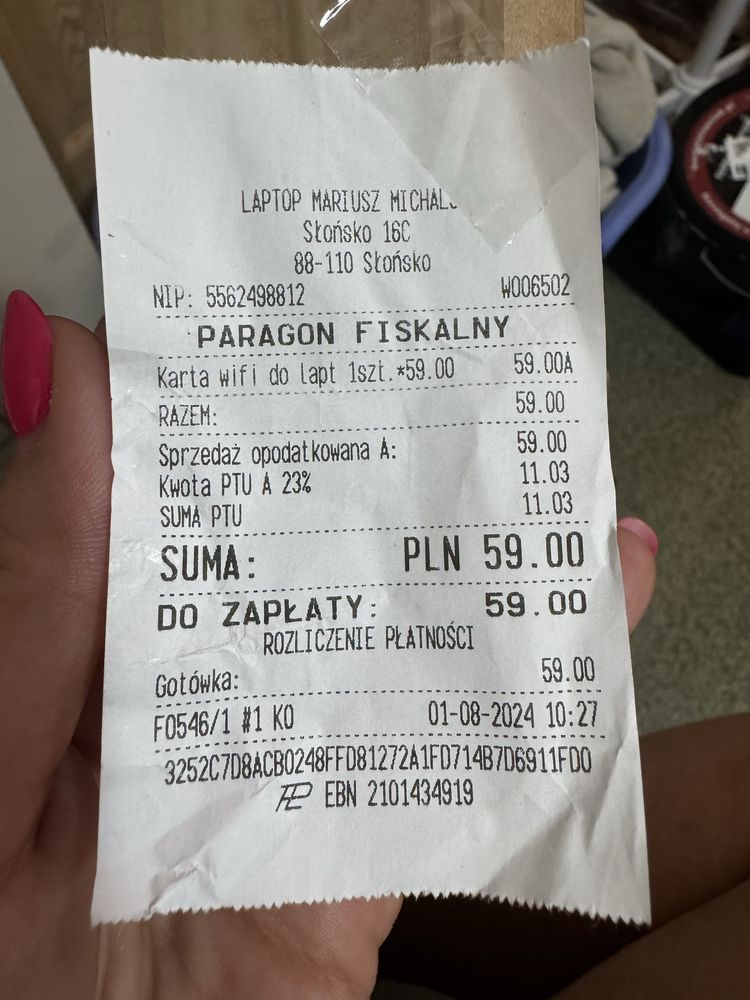 LAPTOP MARIUSZ
Słońsko 16C
88-110 Słońsko
NIP: 5562498812 W006502
PARAGON FISKALNY
Karta wifi do lapt 1szt.*59.00 59.00A
RAZEM: 59.00
Sprzedaż opodatkowana A: 59.00
Kwota PTU A 23% 11.03
SUMA PTU 11.03
SUMA: PLN 59.00
DO ZAPŁATY: 59.00
ROZLICZENIE PŁATNOŚCI
Gotówka: 59.00
F0546/1 #1 KO 01-08-2024 10:27
3252C7D8ACB0248FFD81272A1FD714B7D6911FD0
EBN 2101434919